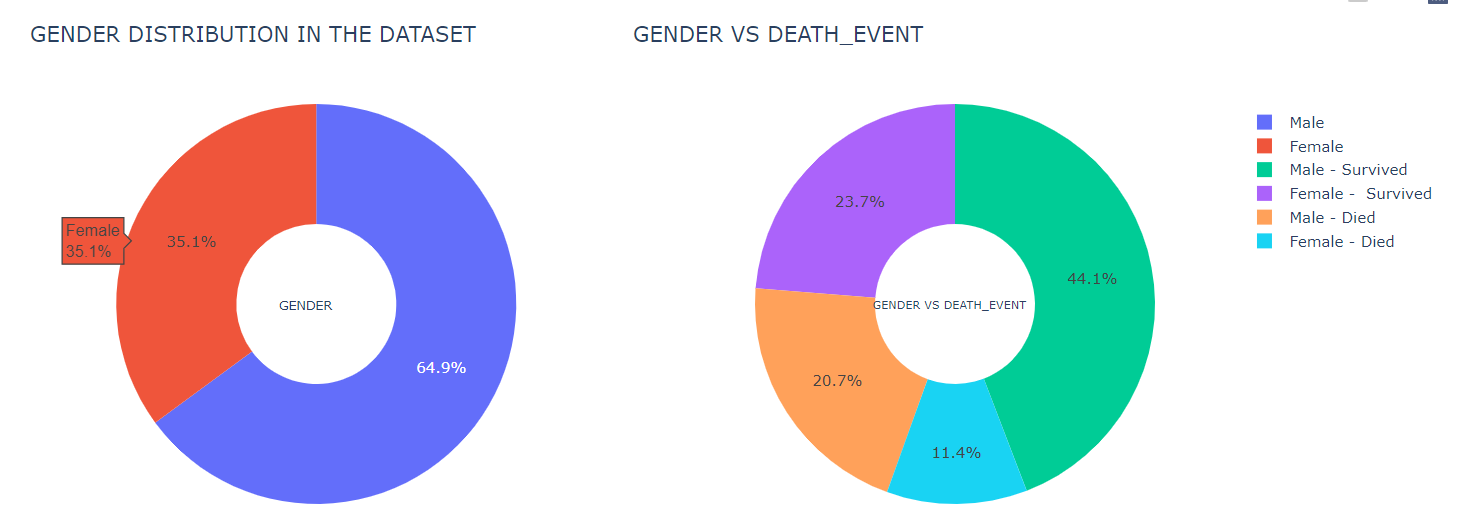 GENDER DISTRIBUTION IN THE DATASET
GENDER VS DEATH_EVENT
Female
35.1%
35.1%
GENDER
64.9%
23.7%
44.1%
GENDER VS DEATH_EVENT
20.7%
11.4%
Male
Female
Male - Survived
Female -  Survived
Male - Died
Female - Died